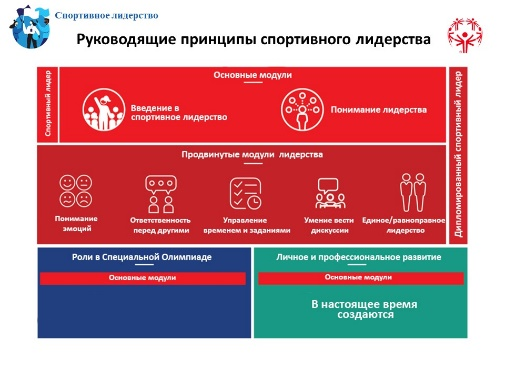 Спортивное лидерство
Руководящие принципы спортивного лидерства
Спортивный лидер
Основные модули
Введение в
спортивное лидерство
Понимание лидерства
Дипломированный спортивный лидер
Продвинутые модули лидерства
Понимание
эмоций
Ответственность
перед другими
Управление
временем и заданиями
Умение вести
дискуссии
Единое/равноправное
лидерство
Роли в Специальной Олимпиаде
Основные модули
Личное и профессиональное развитие
Основные модули
В настоящее время
создаются